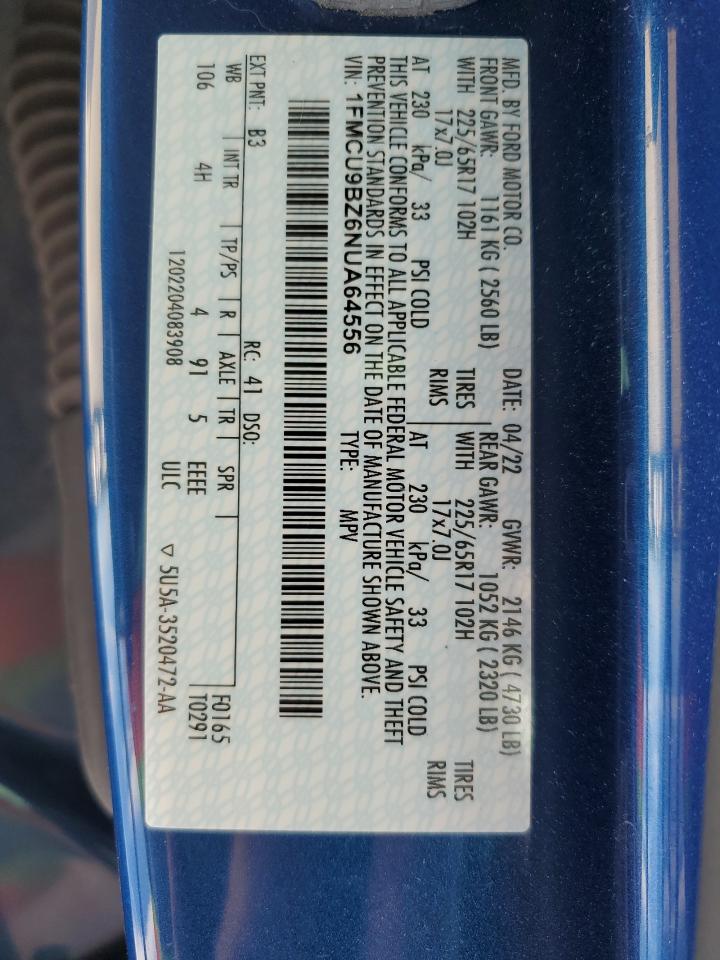 MFD. BY FORD MOTOR CO. DATE: 04/22 GVWR: 2146 KG ( 4730 LB)
FRONT GAWR: 1161 KG ( 2560 LB) REAR GAWR: 1052 KG ( 2320 LB)
WITH 225/65R17 102H TIRES WITH 225/65R17 102H TIRES
17x7.0J RIMS 17x7.0J RIMS
AT 230 kPa/ 33 PSI COLD AT 230 kPa/ 33 PSI COLD
THIS VEHICLE CONFORMS TO ALL APPLICABLE FEDERAL MOTOR VEHICLE SAFETY AND THEFT
PREVENTION STANDARDS IN EFFECT ON THE DATE OF MANUFACTURE SHOWN ABOVE.
VIN: 1FMCU9BZ6NUA64556 TYPE: MPV
EXT PNT: B3 RC: 41 DSO:
WB INT TR TP/PS R AXLE TR SPR F0165
106 4H 4 91 5 EEEE T0291
1202204083908 ULC ▽ 5U5A-3520472-AA